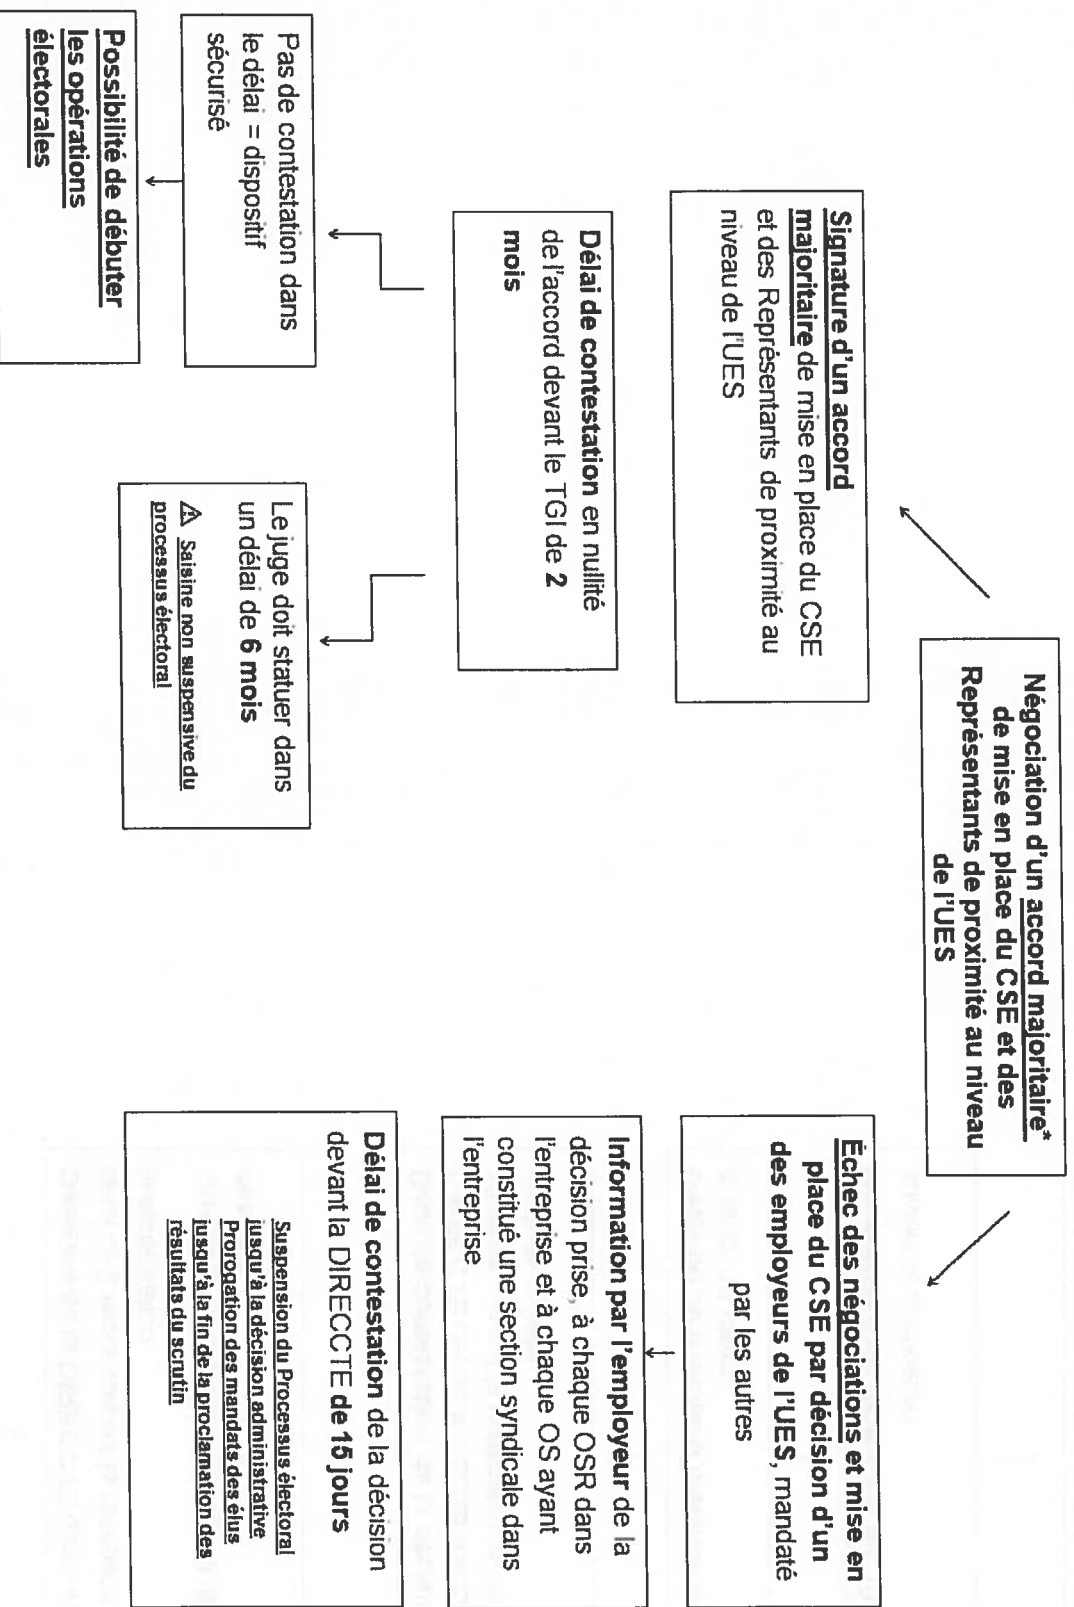 Négociation d'un accord majoritaire*
de mise en place du CSE et des
Représentants de proximité au niveau
de l'UES
Signature d'un accord
majoritaire de mise en place du CSE
et des Représentants de proximité au
niveau de l'UES
Délai de contestation en nullité
de l'accord devant le TGI de 2
mois
Pas de contestation dans
le délai = dispositif
sécurisé
Possibilité de débuter
les opérations
électorales
Le juge doit statuer dans
un délai de 6 mois
⚠ Saisine non suspensive du
processus électoral
Échec des négociations et mise en
place du CSE par décision d'un
des employeurs de l'UES, mandaté
par les autres
Information par l'employeur de la
décision prise, à chaque OSR dans
l'entreprise et à chaque OS ayant
constitué une section syndicale dans
l'entreprise
Délai de contestation de la décision
devant la DIRECCTE de 15 jours
Suspension du Processus électoral
jusqu'à la décision administrative
Prorogation des mandats des élus
jusqu'à la fin de la proclamation des
résultats du scrutin